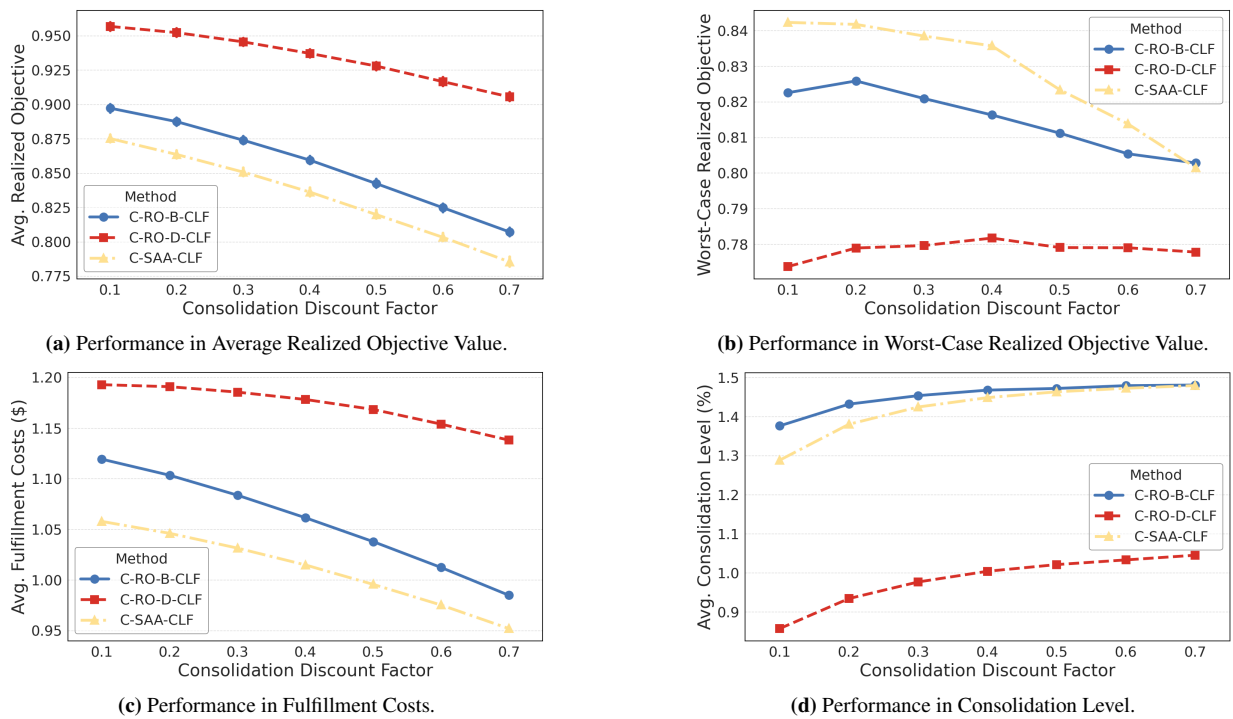 Avg. Realized Objective
0.950
0.925
0.900
0.875
0.850
0.825
0.800
0.775
Method
C-RO-B-CLF
C-RO-D-CLF
C-SAA-CLF
0.1 0.2 0.3 0.4 0.5 0.6 0.7
Consolidation Discount Factor
(a) Performance in Average Realized Objective Value.
Worst-Case Realized Objective
0.84
0.83
0.82
0.81
0.80
0.79
0.78
Method
C-RO-B-CLF
C-RO-D-CLF
C-SAA-CLF
0.1 0.2 0.3 0.4 0.5 0.6 0.7
Consolidation Discount Factor
(b) Performance in Worst-Case Realized Objective Value.
Avg. Fulfillment Costs ($)
1.20
1.15
1.10
1.05
1.00
0.95
Method
C-RO-B-CLF
C-RO-D-CLF
C-SAA-CLF
0.1 0.2 0.3 0.4 0.5 0.6 0.7
Consolidation Discount Factor
(c) Performance in Fulfillment Costs.
Avg. Consolidation Level (%)
1.5
1.4
1.3
1.2
1.1
1.0
0.9
Method
C-RO-B-CLF
C-RO-D-CLF
C-SAA-CLF
0.1 0.2 0.3 0.4 0.5 0.6 0.7
Consolidation Discount Factor
(d) Performance in Consolidation Level.